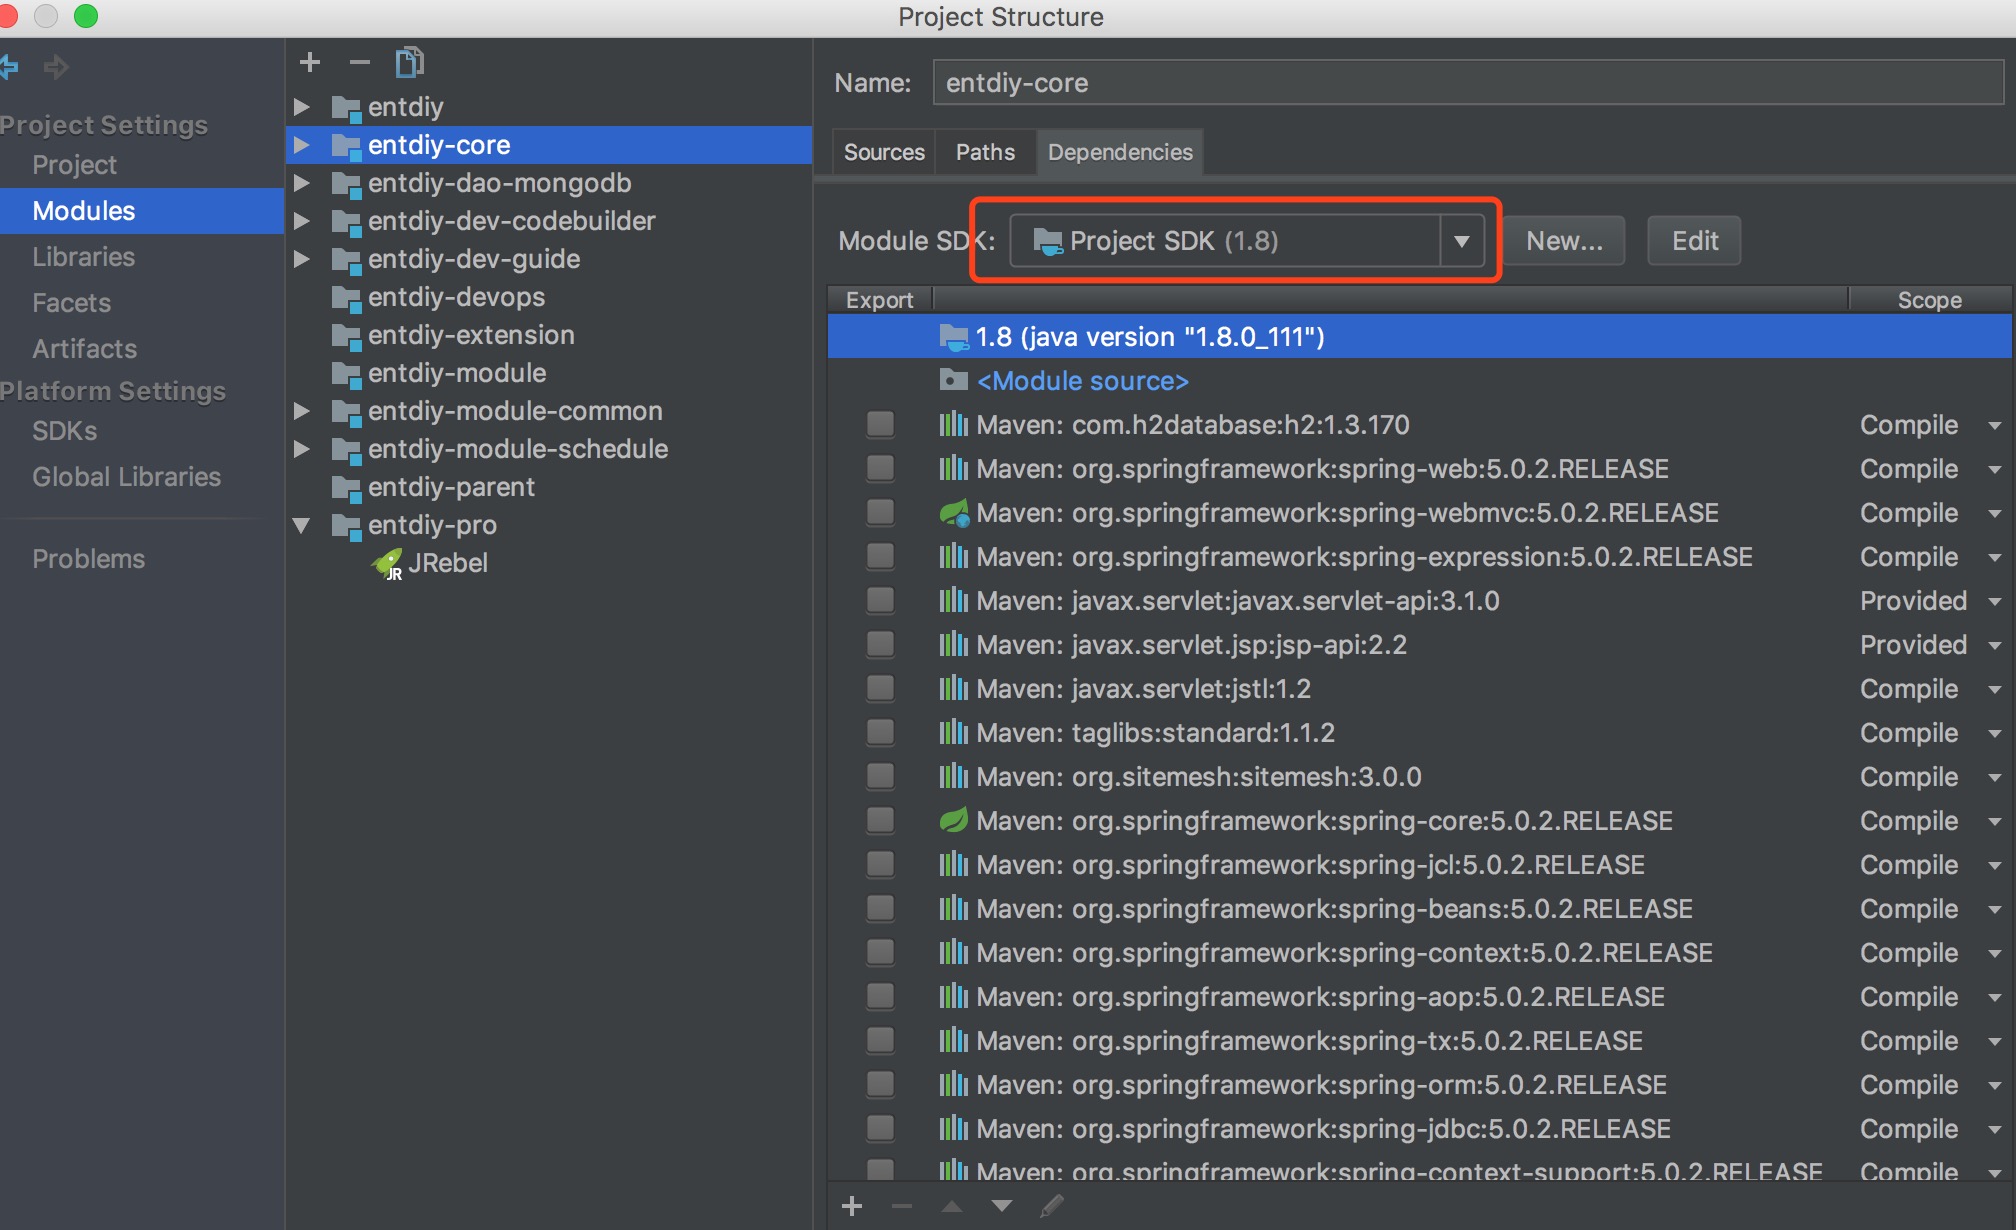 Project Structure
Project Settings
Project
Modules
Libraries
Facets
Artifacts
Platform Settings
SDKs
Global Libraries
Problems
entdiy
entdiy-core
entdiy-dao-mongodb
entdiy-dev-codebuilder
entdiy-dev-guide
entdiy-devops
entdiy-extension
entdiy-module
entdiy-module-common
entdiy-module-schedule
entdiy-parent
entdiy-pro
JR JRebel
Name: entdiy-core
Sources Paths Dependencies
Module SDK: Project SDK (1.8) New... Edit
Export Scope
1.8 (java version "1.8.0_111")
<Module source>
Maven: com.h2database:h2:1.3.170 Compile
Maven: org.springframework:spring-web:5.0.2.RELEASE Compile
Maven: org.springframework:spring-webmvc:5.0.2.RELEASE Compile
Maven: org.springframework:spring-expression:5.0.2.RELEASE Compile
Maven: javax.servlet:javax.servlet-api:3.1.0 Provided
Maven: javax.servlet.jsp:jsp-api:2.2 Provided
Maven: javax.servlet:jstl:1.2 Compile
Maven: taglibs:standard:1.1.2 Compile
Maven: org.sitemesh:sitemesh:3.0.0 Compile
Maven: org.springframework:spring-core:5.0.2.RELEASE Compile
Maven: org.springframework:spring-jcl:5.0.2.RELEASE Compile
Maven: org.springframework:spring-beans:5.0.2.RELEASE Compile
Maven: org.springframework:spring-context:5.0.2.RELEASE Compile
Maven: org.springframework:spring-aop:5.0.2.RELEASE Compile
Maven: org.springframework:spring-tx:5.0.2.RELEASE Compile
Maven: org.springframework:spring-orm:5.0.2.RELEASE Compile
Maven: org.springframework:spring-jdbc:5.0.2.RELEASE Compile
Maven: org.springframework:spring-context-support:5.0.2.RELEASE Compile